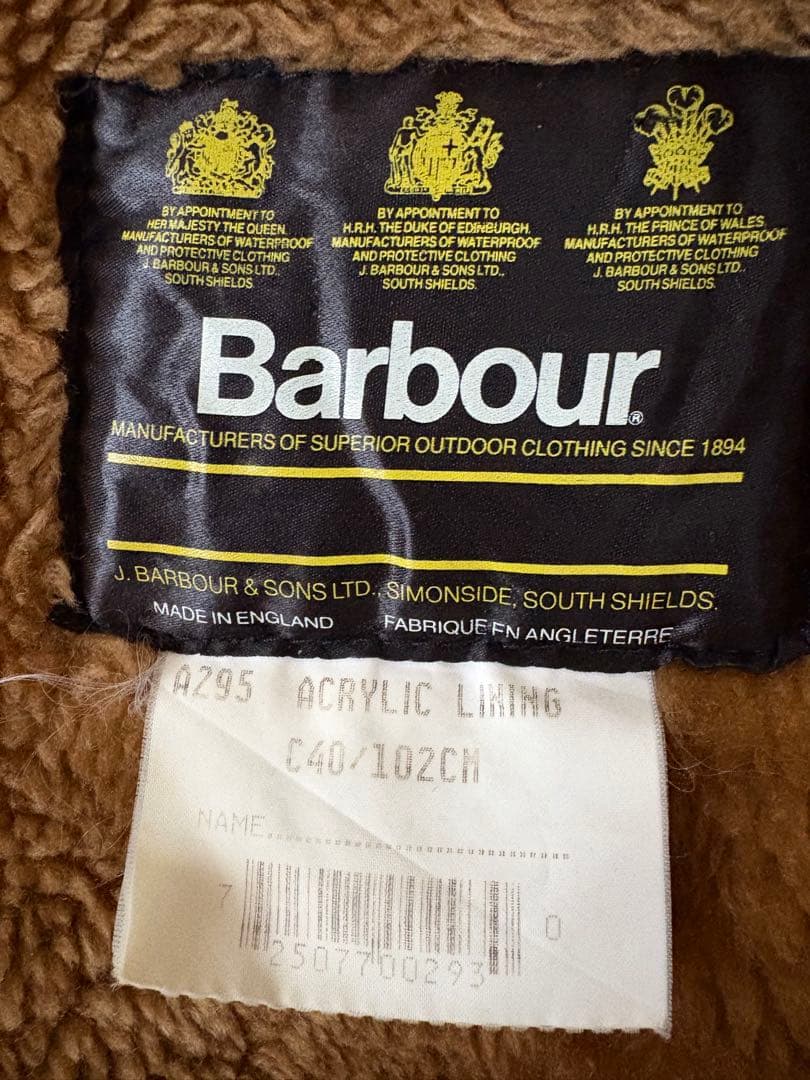 BY APPOINTMENT TO
HER MAJESTY THE QUEEN
MANUFACTURERS OF WATERPROOF
AND PROTECTIVE CLOTHING
J. BARBOUR & SONS LTD.
SOUTH SHIELDS.
BY APPOINTMENT TO
H.R.H. THE DUKE OF EDINBURGH.
MANUFACTURERS OF WATERPROOF
AND PROTECTIVE CLOTHING
J. BARBOUR & SONS LTD.,
SOUTH SHIELDS.
BY APPOINTMENT TO
H.R.H. THE PRINCE OF WALES
MANUFACTURERS OF WATERPROOF
AND PROTECTIVE CLOTHING
J. BARBOUR & SONS LTD.
SOUTH SHIELDS.
Barbour®
MANUFACTURERS OF SUPERIOR OUTDOOR CLOTHING SINCE 1894
J. BARBOUR & SONS LTD., SIMONSIDE, SOUTH SHIELDS.
MADE IN ENGLAND FABRIQUE EN ANGLETERRE
A295 ACRYLIC LINING
C40/102CM
NAME
7 2507700293 0